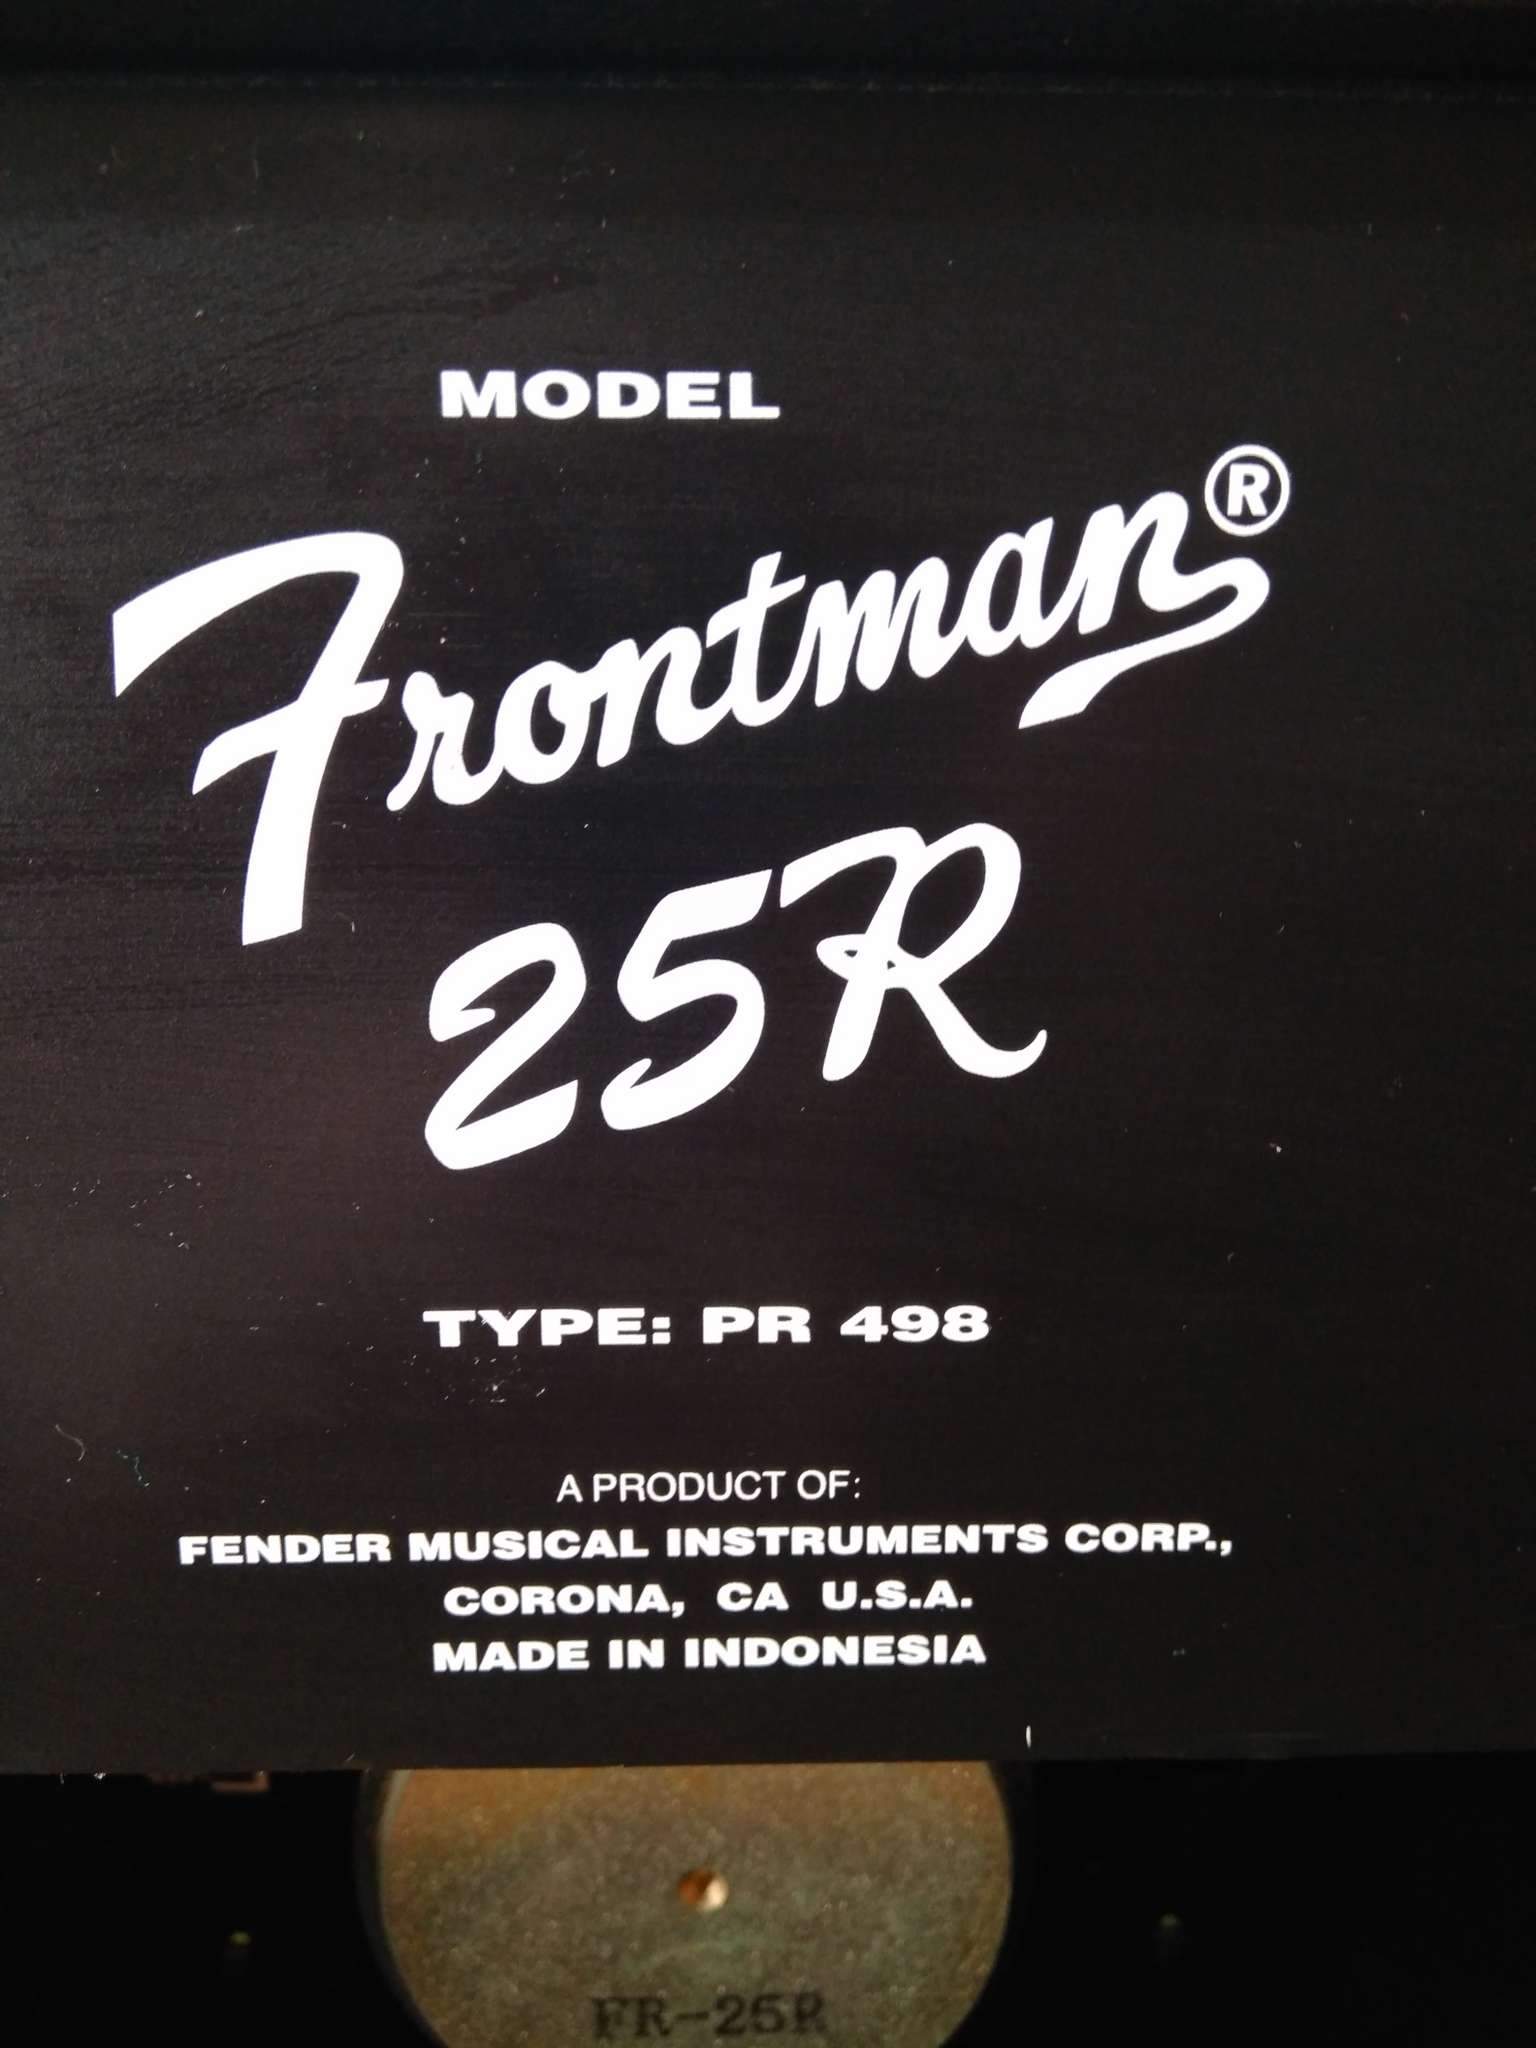 MODEL
Frontman®
25R
TYPE: PR 498
A PRODUCT OF:
FENDER MUSICAL INSTRUMENTS CORP.,
CORONA, CA U.S.A.
MADE IN INDONESIA
FR-25R